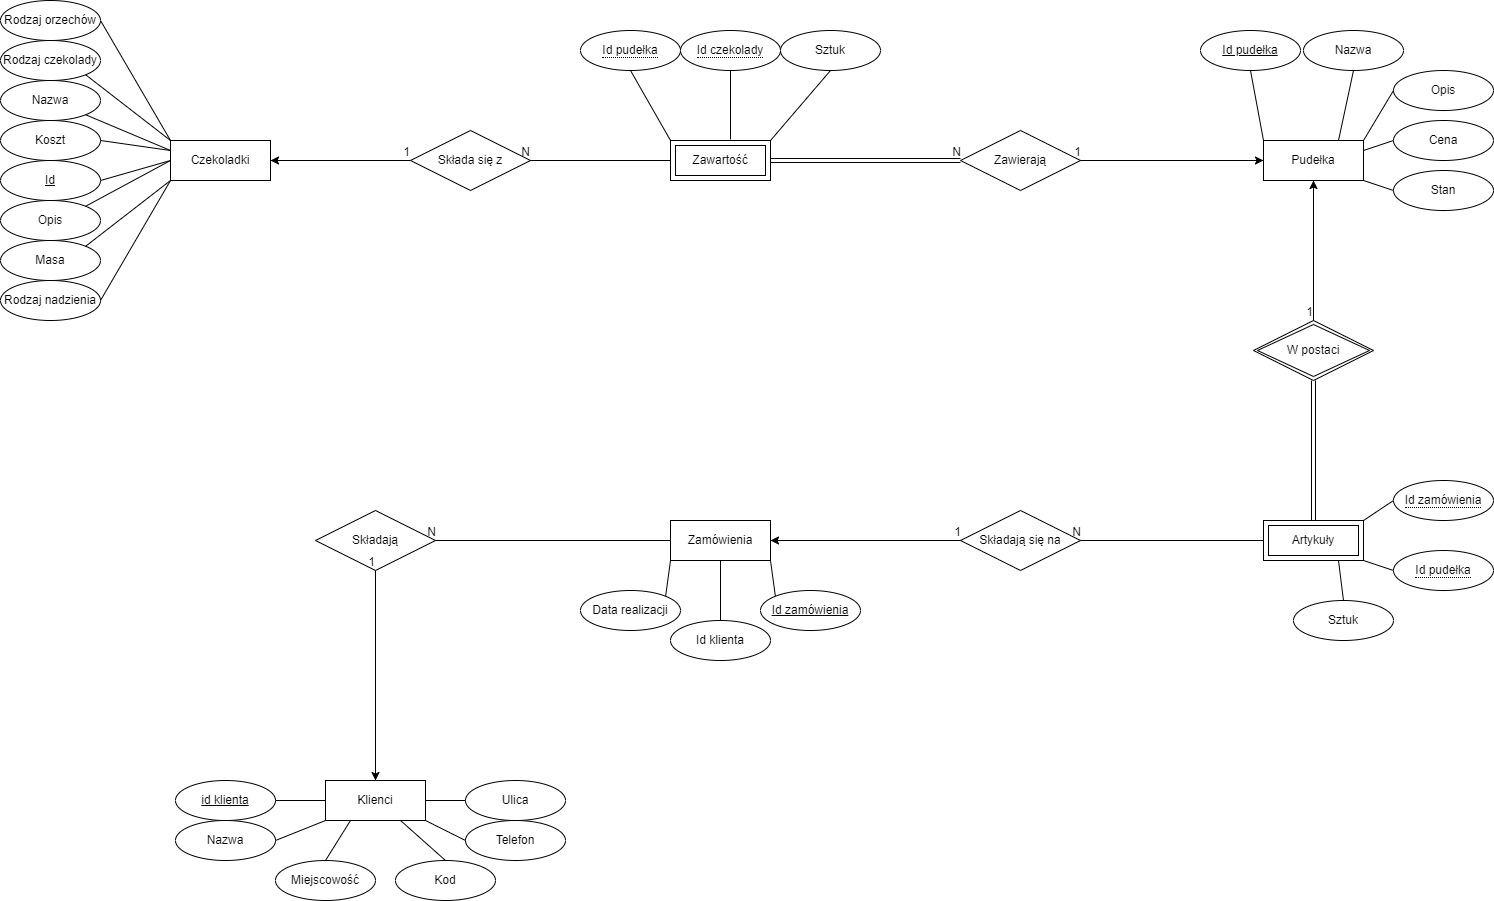 Rodzaj orzechów
Rodzaj czekolady
Nazwa
Koszt
Id
Opis
Masa
Rodzaj nadzienia
Czekoladki
1
Składa się z
N
Id pudełka
Id czekolady
Sztuk
Zawartość
N
Zawierają
1
Id pudełka
Nazwa
Opis
Cena
Stan
Pudełka
1
W postaci
Id zamówienia
Artykuły
Id pudełka
Sztuk
N
Składają się na
1
Zamówienia
Data realizacji
Id klienta
Id zamówienia
N
Składają
1
Klienci
id klienta
Nazwa
Miejscowość
Kod
Telefon
Ulica